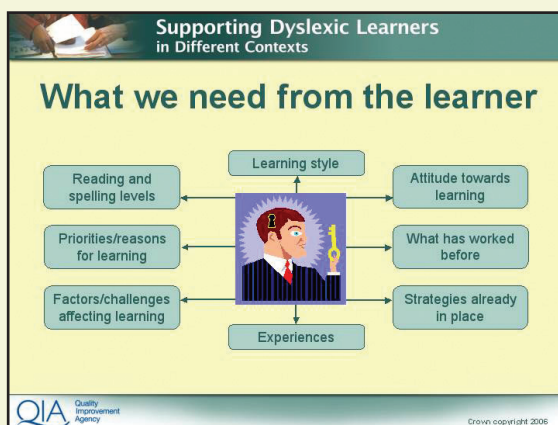 Supporting Dyslexic Learners
in Different Contexts
What we need from the learner
Learning style
Reading and
spelling levels
Attitude towards
learning
Priorities/reasons
for learning
What has worked
before
Factors/challenges
affecting learning
Strategies already
in place
Experiences
QIA
Quality
Improvement
Agency
Crown copyright 2006